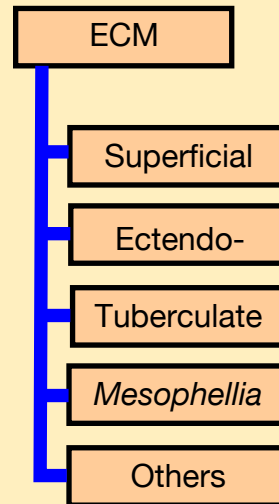 ECM
Superficial
Ectendo-
Tuberculate
Mesophellia
Others